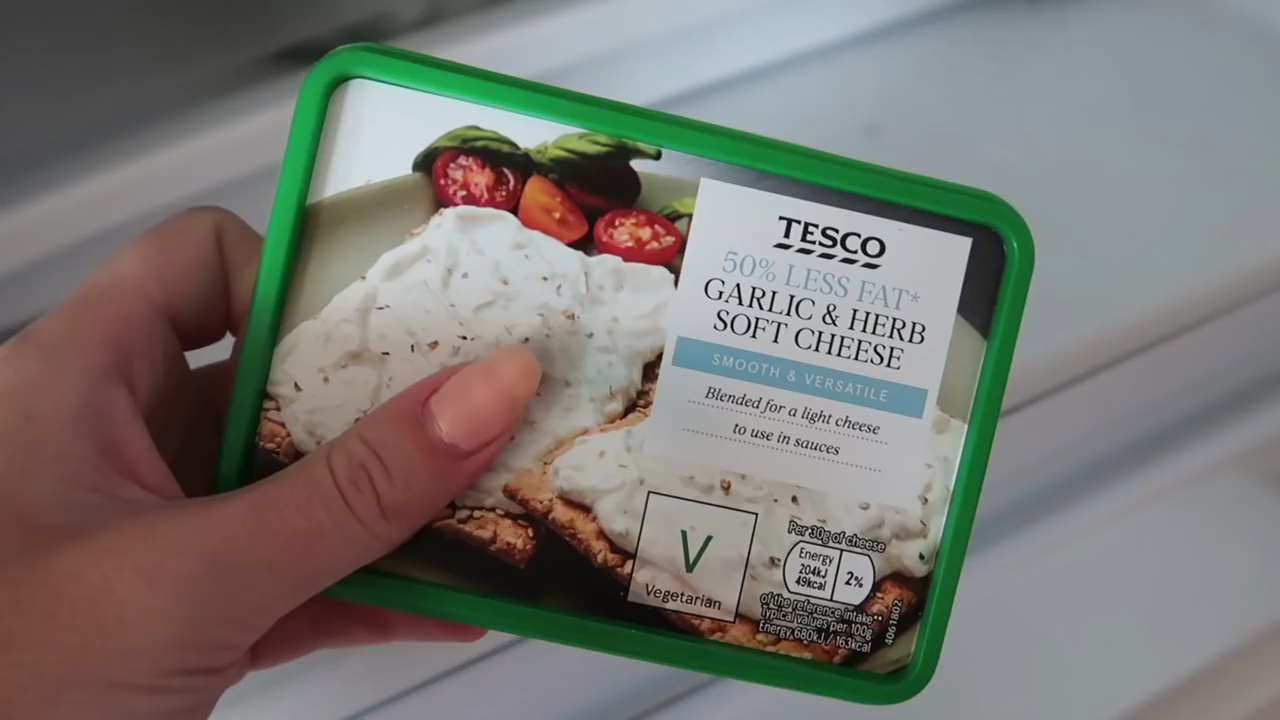 TESCO
50% LESS FAT*
GARLIC & HERB
SOFT CHEESE
SMOOTH & VERSATILE
Blended for a light cheese
to use in sauces
V
Vegetarian
Per 30g of cheese
Energy
204kJ
49kcal
2%
of the reference intake**
Typical values per 100g
Energy 680kJ / 163kcal
4061802